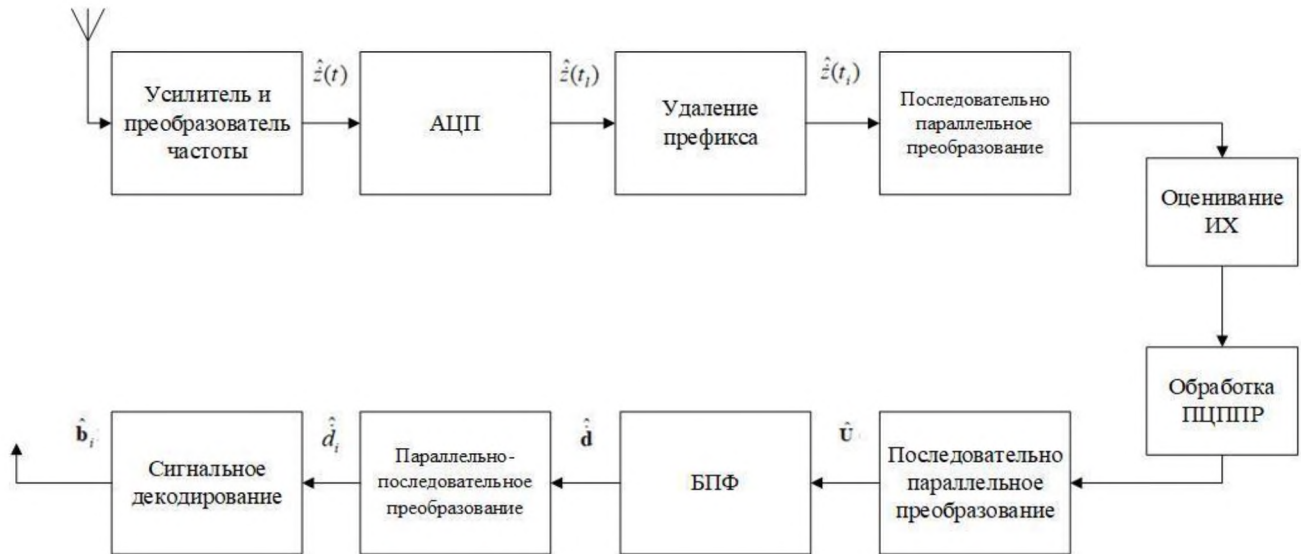 Усилитель и
преобразователь
частоты
ẑ̇(t)
АЦП
ẑ̇(t_l)
Удаление
префикса
ẑ̇(t_i)
Последовательно
параллельное
преобразование
Оценивание
ИХ
Обработка
ПЦППР
Последовательно
параллельное
преобразование
Û
БПФ
d̂̇
Параллельно-
последовательное
преобразование
d̂̇_i
Сигнальное
декодирование
b̂_i